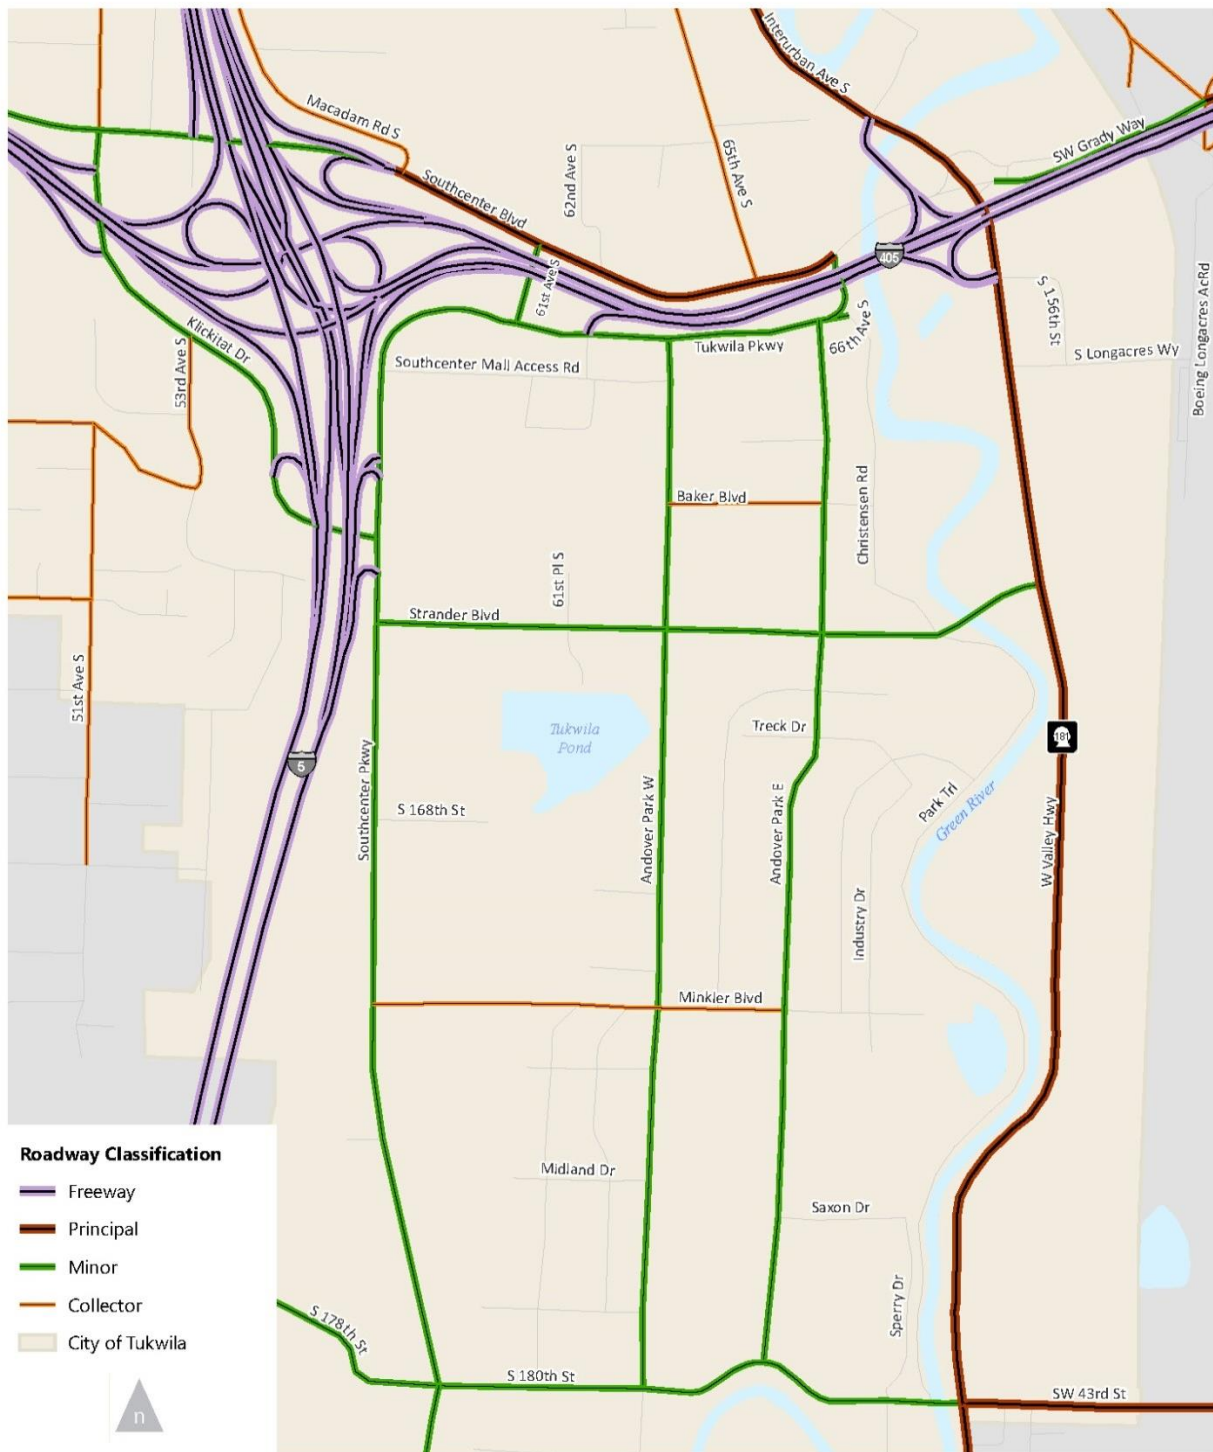 Interurban Ave S
Macadam Rd S
SW Grady Way
65th Ave S
62nd Ave S
Southcenter Blvd
405
61st Ave S
S 156th St
66th Ave S
Klickitat Dr
53rd Ave S
Tukwila Pkwy
S Longacres Wy
Boeing Longacres AcRd
Southcenter Mall Access Rd
Baker Blvd
Christensen Rd
61st Pl S
Strander Blvd
51st Ave S
Tukwila
Pond
Treck Dr
181
5
Southcenter Pkwy
S 168th St
Andover Park W
Andover Park E
Park Trl
Green River
W Valley Hwy
Industry Dr
Minkler Blvd
Midland Dr
Saxon Dr
Sperry Dr
Roadway Classification
Freeway
Principal
Minor
Collector
City of Tukwila
n
S 178th St
S 180th St
SW 43rd St